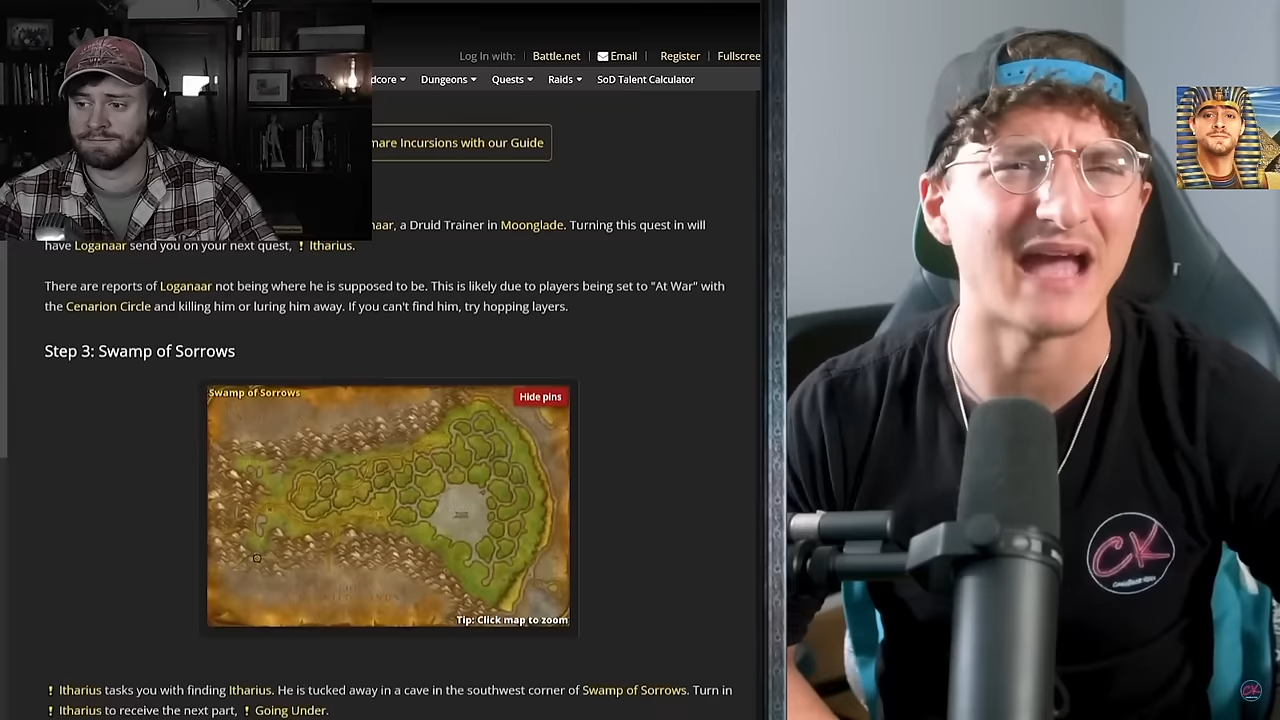 Log In with: Battle.net Email Register Fullscree
dcore Dungeons Quests Raids SoD Talent Calculator
mare Incursions with our Guide
naar, a Druid Trainer in Moonglade. Turning this quest in will
have Loganaar send you on your next quest, ! Itharius.
There are reports of Loganaar not being where he is supposed to be. This is likely due to players being set to "At War" with
the Cenarion Circle and killing him or luring him away. If you can't find him, try hopping layers.
Step 3: Swamp of Sorrows
Swamp of Sorrows
Hide pins
Tip: Click map to zoom
! Itharius tasks you with finding Itharius. He is tucked away in a cave in the southwest corner of Swamp of Sorrows. Turn in
! Itharius to receive the next part, ! Going Under.
CK
CK